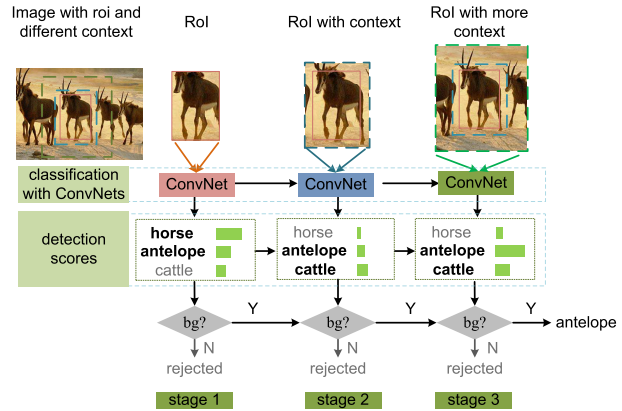 Image with roi and
different context
RoI
RoI with context
RoI with more
context
classification
with ConvNets
ConvNet
ConvNet
ConvNet
detection
scores
horse
antelope
cattle
horse
antelope
cattle
horse
antelope
cattle
bg?
Y
bg?
Y
bg?
Y
antelope
N
N
N
rejected
rejected
rejected
stage 1
stage 2
stage 3